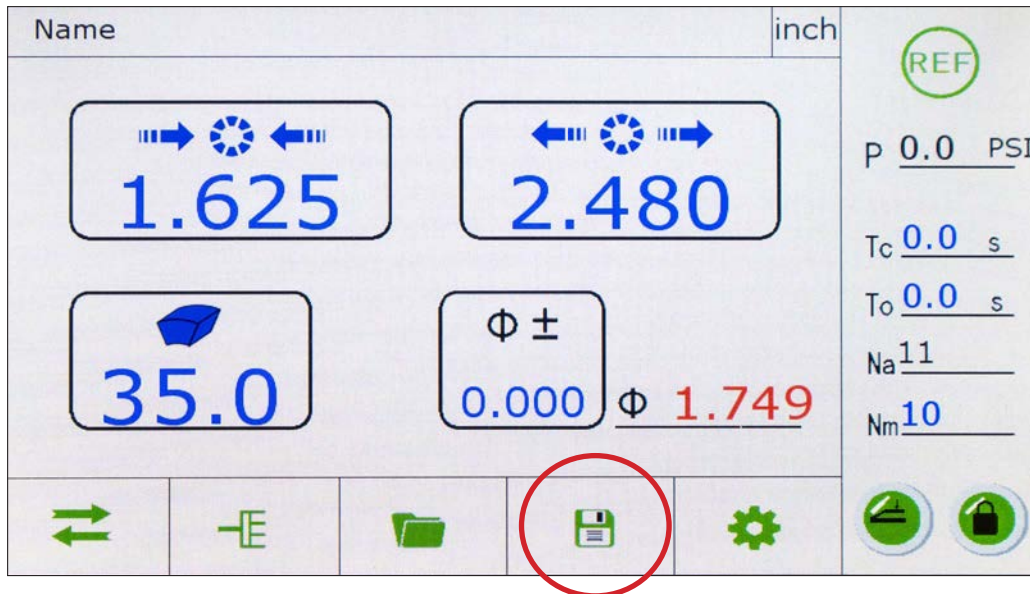 Name
inch
REF
1.625
2.480
P 0.0 PSI
Tc 0.0 s
To 0.0 s
35.0
Φ ±
0.000 Φ 1.749
Na 11
Nm 10